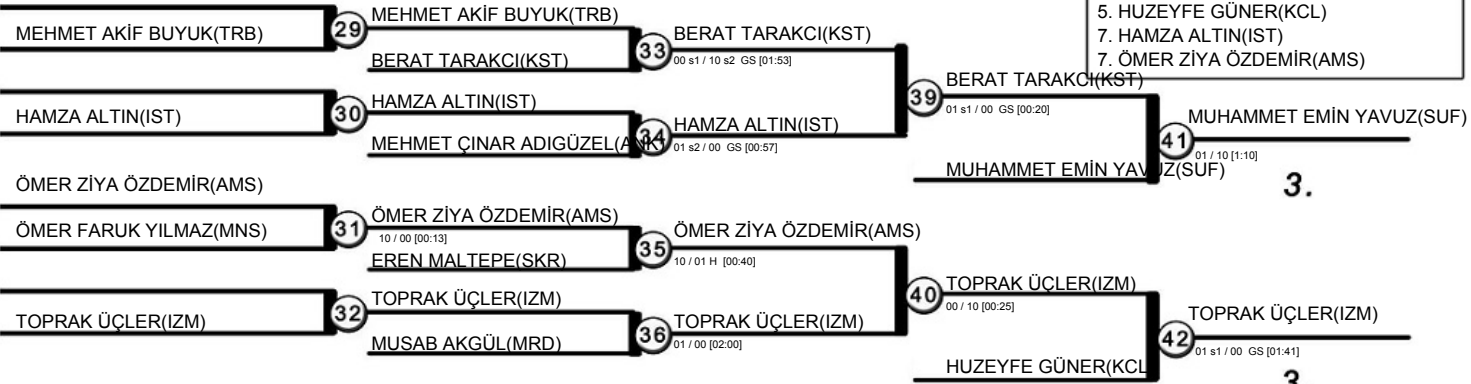 5. HUZEYFE GÜNER(KCL)
7. HAMZA ALTIN(IST)
7. ÖMER ZİYA ÖZDEMİR(AMS)
MEHMET AKİF BUYUK(TRB)
29
MEHMET AKİF BUYUK(TRB)
BERAT TARAKCI(KST)
33
BERAT TARAKCI(KST)
00 s1 / 10 s2 GS [01:53]
HAMZA ALTIN(IST)
30
HAMZA ALTIN(IST)
MEHMET ÇINAR ADIGÜZEL(ANK)
34
HAMZA ALTIN(IST)
01 s2 / 00 GS [00:57]
39
BERAT TARAKCI(KST)
01 s1 / 00 GS [00:20]
MUHAMMET EMİN YAVUZ(SUF)
41
MUHAMMET EMİN YAVUZ(SUF)
01 / 10 [1:10]
3.
ÖMER ZİYA ÖZDEMİR(AMS)
ÖMER FARUK YILMAZ(MNS)
31
ÖMER ZİYA ÖZDEMİR(AMS)
10 / 00 [00:13]
EREN MALTEPE(SKR)
35
ÖMER ZİYA ÖZDEMİR(AMS)
10 / 01 H [00:40]
TOPRAK ÜÇLER(IZM)
32
TOPRAK ÜÇLER(IZM)
MUSAB AKGÜL(MRD)
36
TOPRAK ÜÇLER(IZM)
01 / 00 [02:00]
40
TOPRAK ÜÇLER(IZM)
00 / 10 [00:25]
HUZEYFE GÜNER(KCL
42
TOPRAK ÜÇLER(IZM)
01 s1 / 00 GS [01:41]
3